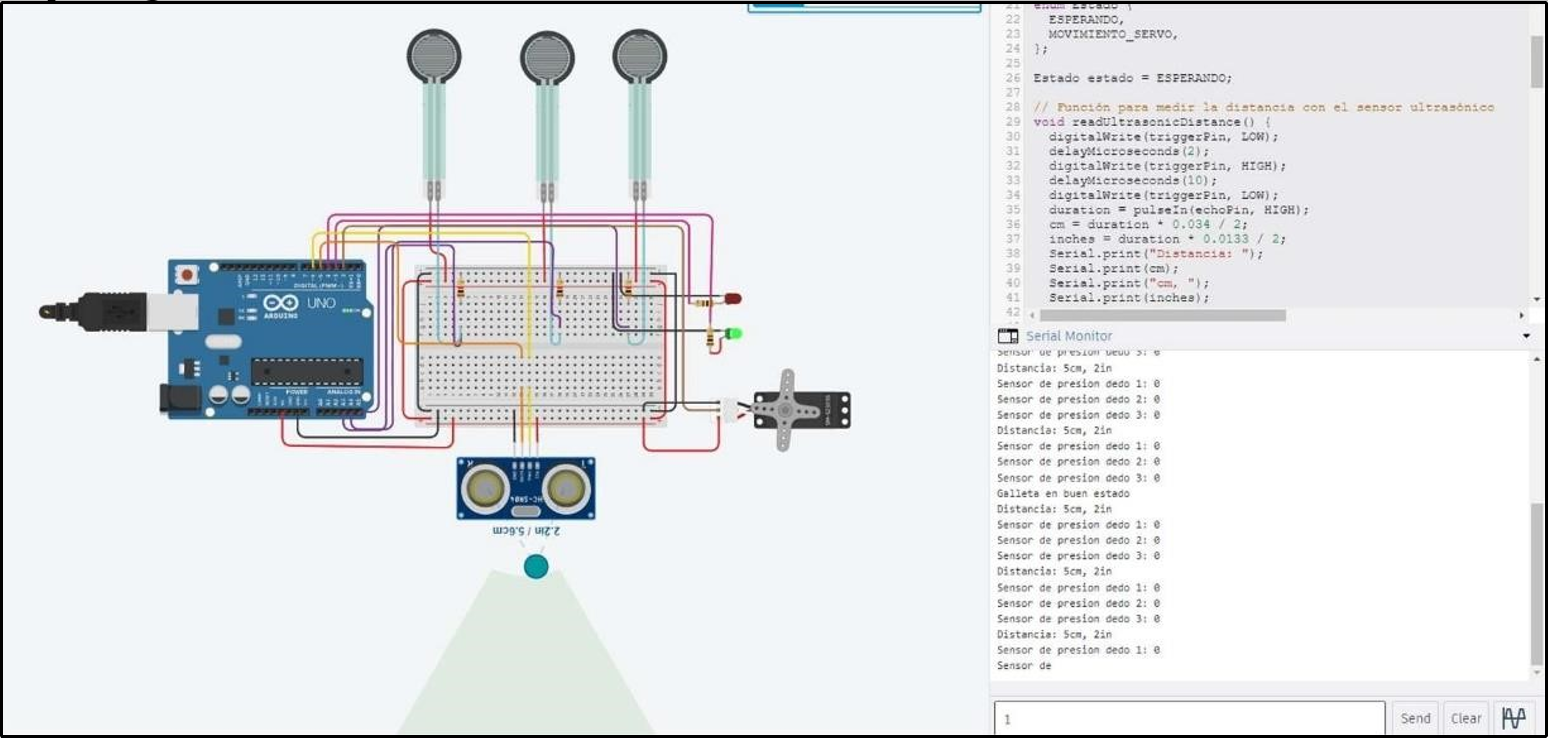 21 enum Estado {
22 ESPERANDO,
23 MOVIMIENTO_SERVO,
24 };
25
26 Estado estado = ESPERANDO;
27
28 // Función para medir la distancia con el sensor ultrasónico
29 void readUltrasonicDistance() {
30 digitalWrite(triggerPin, LOW);
31 delayMicroseconds(2);
32 digitalWrite(triggerPin, HIGH);
33 delayMicroseconds(10);
34 digitalWrite(triggerPin, LOW);
35 duration = pulseIn(echoPin, HIGH);
36 cm = duration * 0.034 / 2;
37 inches = duration * 0.0133 / 2;
38 Serial.print("Distancia: ");
39 Serial.print(cm);
40 Serial.print("cm, ");
41 Serial.print(inches);
42
Serial Monitor
Sensor de presion dedo 3: 0
Distancia: 5cm, 2in
Sensor de presion dedo 1: 0
Sensor de presion dedo 2: 0
Sensor de presion dedo 3: 0
Distancia: 5cm, 2in
Sensor de presion dedo 1: 0
Sensor de presion dedo 2: 0
Sensor de presion dedo 3: 0
Galleta en buen estado
Distancia: 5cm, 2in
Sensor de presion dedo 1: 0
Sensor de presion dedo 2: 0
Sensor de presion dedo 3: 0
Distancia: 5cm, 2in
Sensor de presion dedo 1: 0
Sensor de presion dedo 2: 0
Sensor de presion dedo 3: 0
Distancia: 5cm, 2in
Sensor de presion dedo 1: 0
Sensor de
1
Send Clear
DIGITAL (PWM~)
UNO
ARDUINO
POWER ANALOG IN
HC-SR04
2.2in / 5.6cm